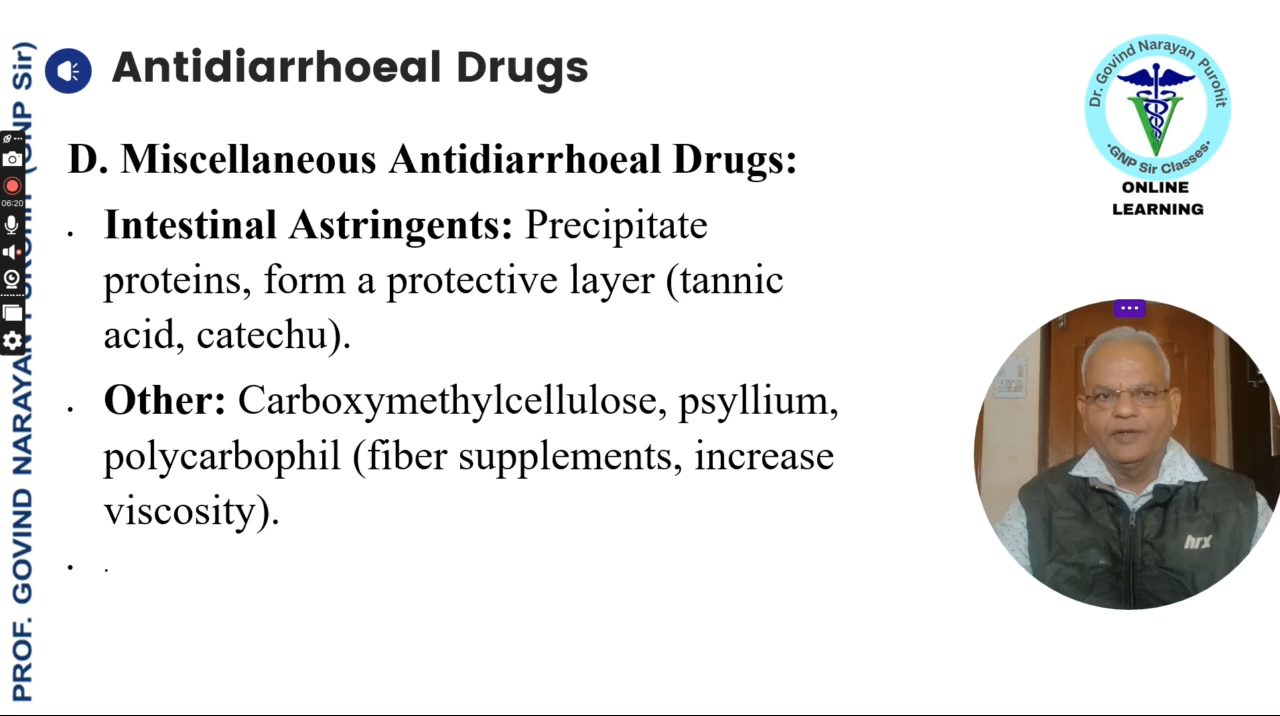 Antidiarrhoeal Drugs
D. Miscellaneous Antidiarrhoeal Drugs:
• Intestinal Astringents: Precipitate
proteins, form a protective layer (tannic
acid, catechu).
• Other: Carboxymethylcellulose, psyllium,
polycarbophil (fiber supplements, increase
viscosity).
• .
Dr. Govind Narayan Purohit
•GNP Sir Classes•
ONLINE
LEARNING
hrx
PROF. GOVIND NARAYAN
GNP Sir)
06:20